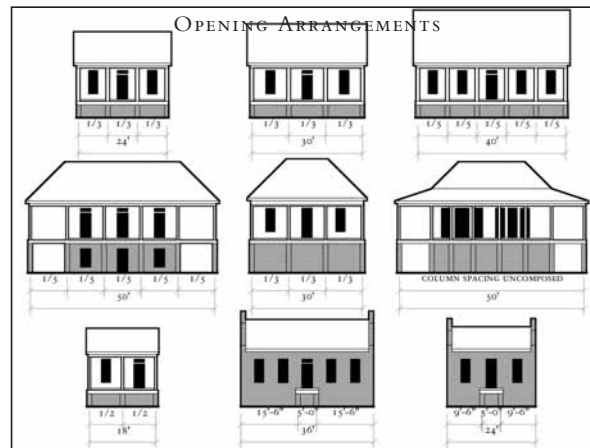 OPENING ARRANGEMENTS
1/3 1/3 1/3
24'
1/3 1/3 1/3
30'
1/5 1/5 1/5 1/5 1/5
40'
1/5 1/5 1/5 1/5 1/5
50'
1/3 1/3 1/3
30'
COLUMN SPACING UNCOMPOSED
50'
1/2 1/2
18'
15'-6" 5'-0" 15'-6"
36'
9'-6" 5'-0" 9'-6"
24'